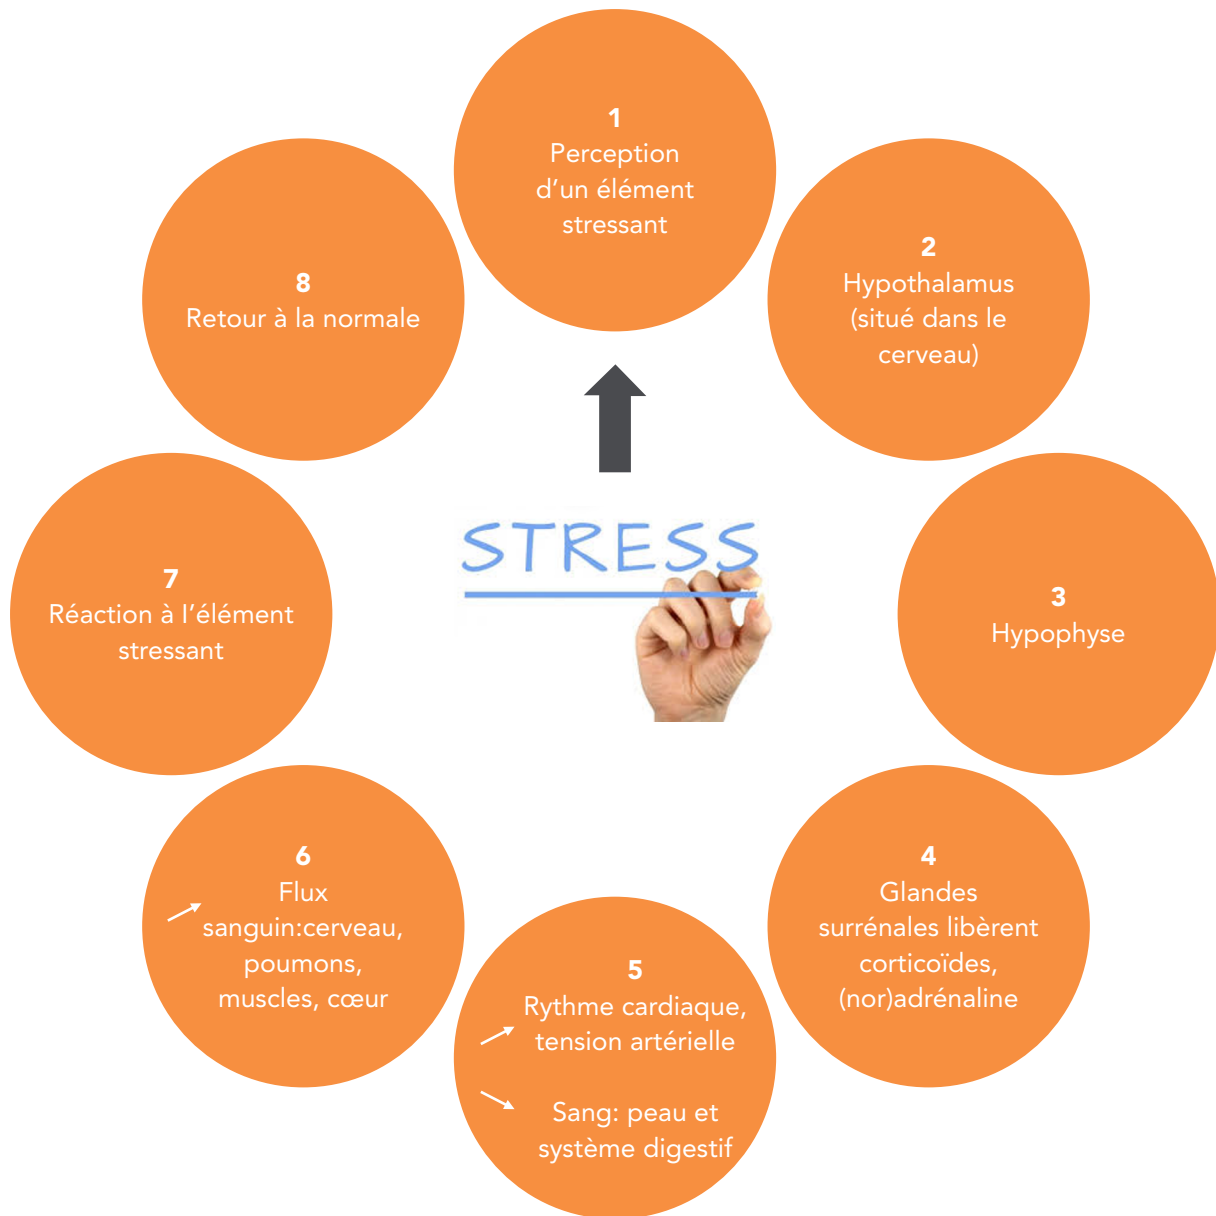 1
Perception
d'un élément
stressant
2
Hypothalamus
(situé dans le
cerveau)
3
Hypophyse
4
Glandes
surrénales libèrent
corticoïdes,
(nor)adrénaline
5
Rythme cardiaque,
tension artérielle
Sang: peau et
système digestif
6
Flux
sanguin:cerveau,
poumons,
muscles, cœur
7
Réaction à l'élément
stressant
8
Retour à la normale
STRESS